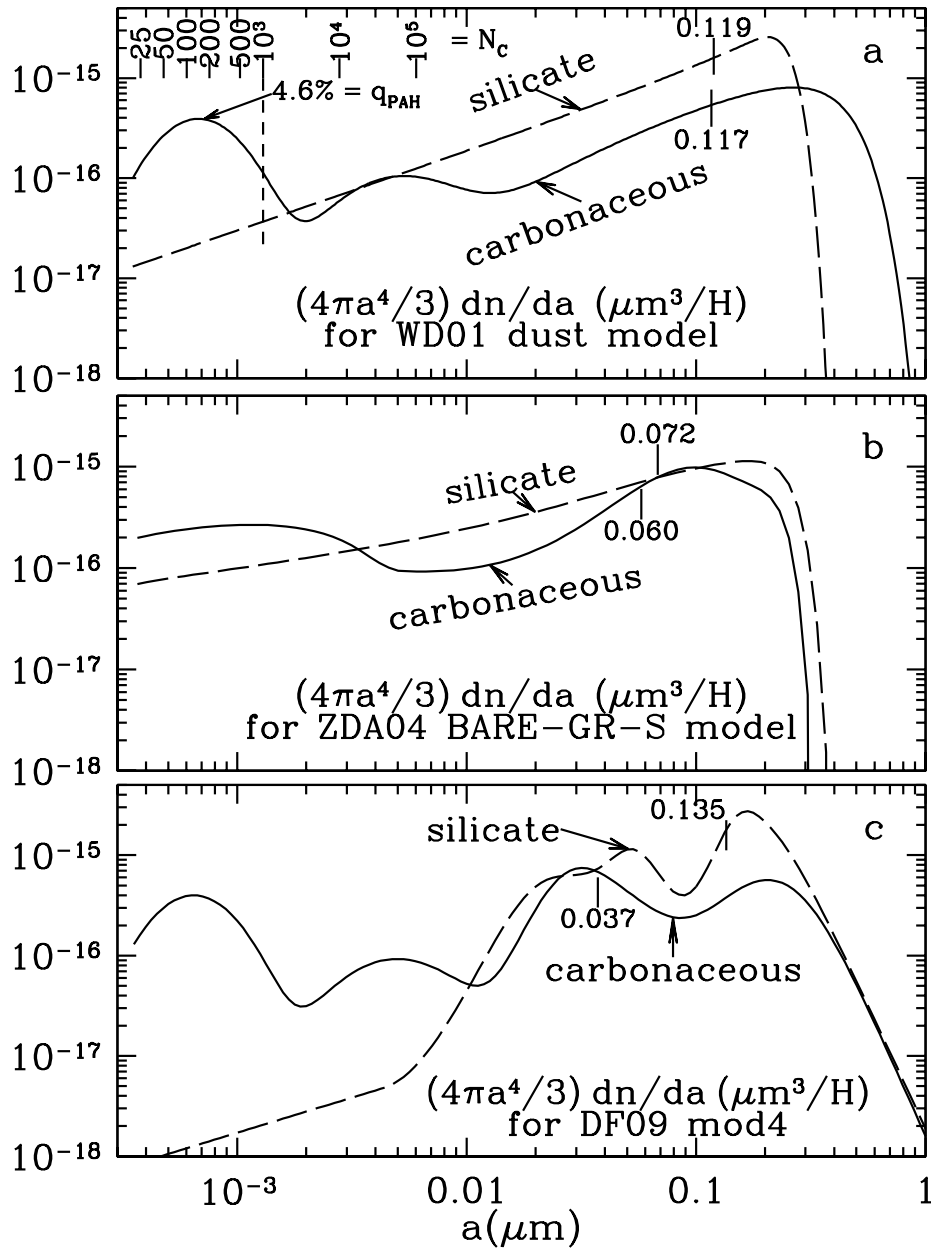 25 50 100 200 500 10³ 10⁴ 10⁵ = N_C
0.119
a
10⁻¹⁵
4.6% = q_PAH
silicate
0.117
10⁻¹⁶
carbonaceous
10⁻¹⁷
(4πa⁴/3) dn/da (μm³/H)
for WD01 dust model
10⁻¹⁸
0.072
b
10⁻¹⁵
silicate
0.060
10⁻¹⁶
carbonaceous
10⁻¹⁷
(4πa⁴/3) dn/da (μm³/H)
for ZDA04 BARE-GR-S model
10⁻¹⁸
0.135
c
silicate
10⁻¹⁵
0.037
10⁻¹⁶
carbonaceous
10⁻¹⁷
(4πa⁴/3) dn/da (μm³/H)
for DF09 mod4
10⁻¹⁸
10⁻³ 0.01 0.1 1
a(μm)